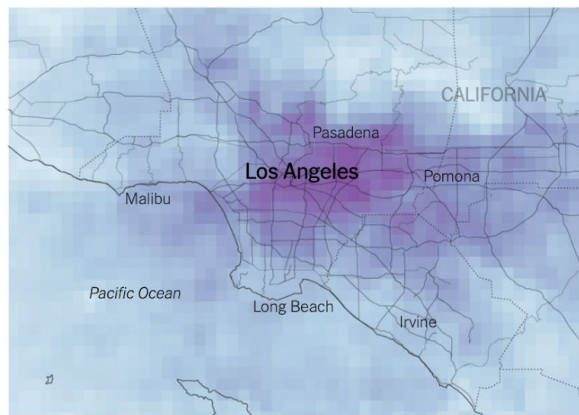 CALIFORNIA
Pasadena
Los Angeles
Pomona
Malibu
Pacific Ocean
Long Beach
Irvine